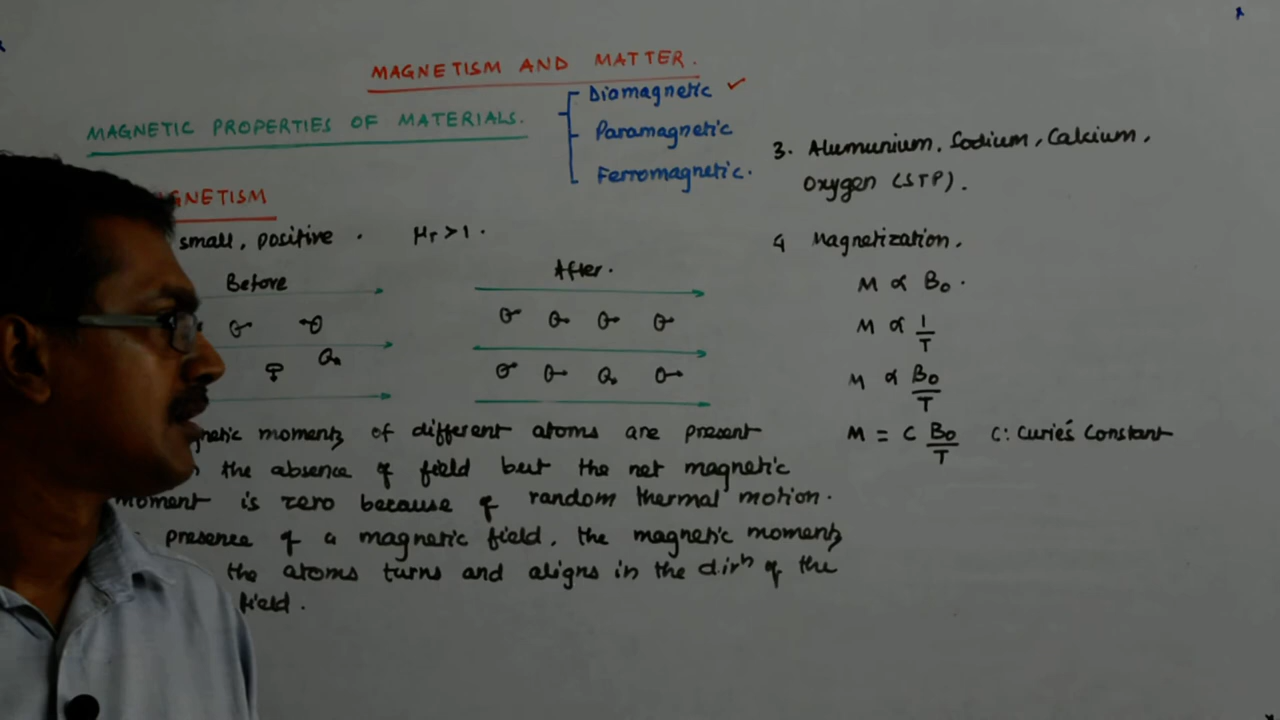 MAGNETISM AND MATTER.
MAGNETIC PROPERTIES OF MATERIALS.
Diamagnetic ✓
Paramagnetic
Ferromagnetic.
GNETISM
small, positive . μr > 1 .
Before
After.
netic moments of different atoms are present
the absence of field but the net magnetic
moment is zero because of random thermal motion.
presence of a magnetic field, the magnetic moments
the atoms turns and aligns in the dirn of the
field.
3. Alumunium, Sodium, Calcium,
Oxygen (STP).
4 Magnetization.
M ∝ B₀.
M ∝ 1/T
M ∝ B₀/T
M = C B₀/T C: Curie's Constant